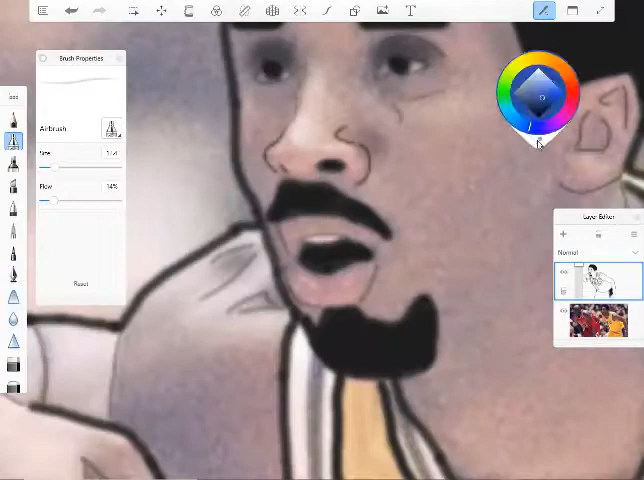 Brush Properties
Airbrush
Size
Flow
14%
Reset
Layer Editor
Normal